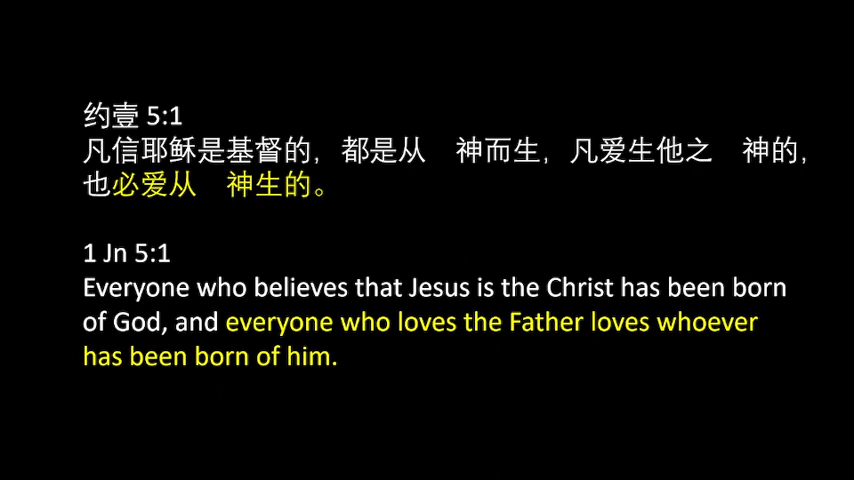 约壹 5:1
凡信耶稣是基督的，都是从　神而生，凡爱生他之　神的，
也必爱从　神生的。
1 Jn 5:1
Everyone who believes that Jesus is the Christ has been born
of God, and everyone who loves the Father loves whoever
has been born of him.